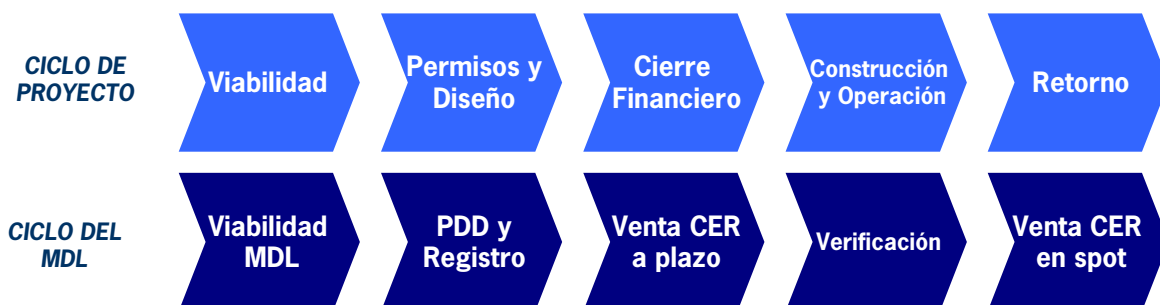 CICLO DE
PROYECTO
Viabilidad
Permisos y
Diseño
Cierre
Financiero
Construcción
y Operación
Retorno
CICLO DEL
MDL
Viabilidad
MDL
PDD y
Registro
Venta CER
a plazo
Verificación
Venta CER
en spot